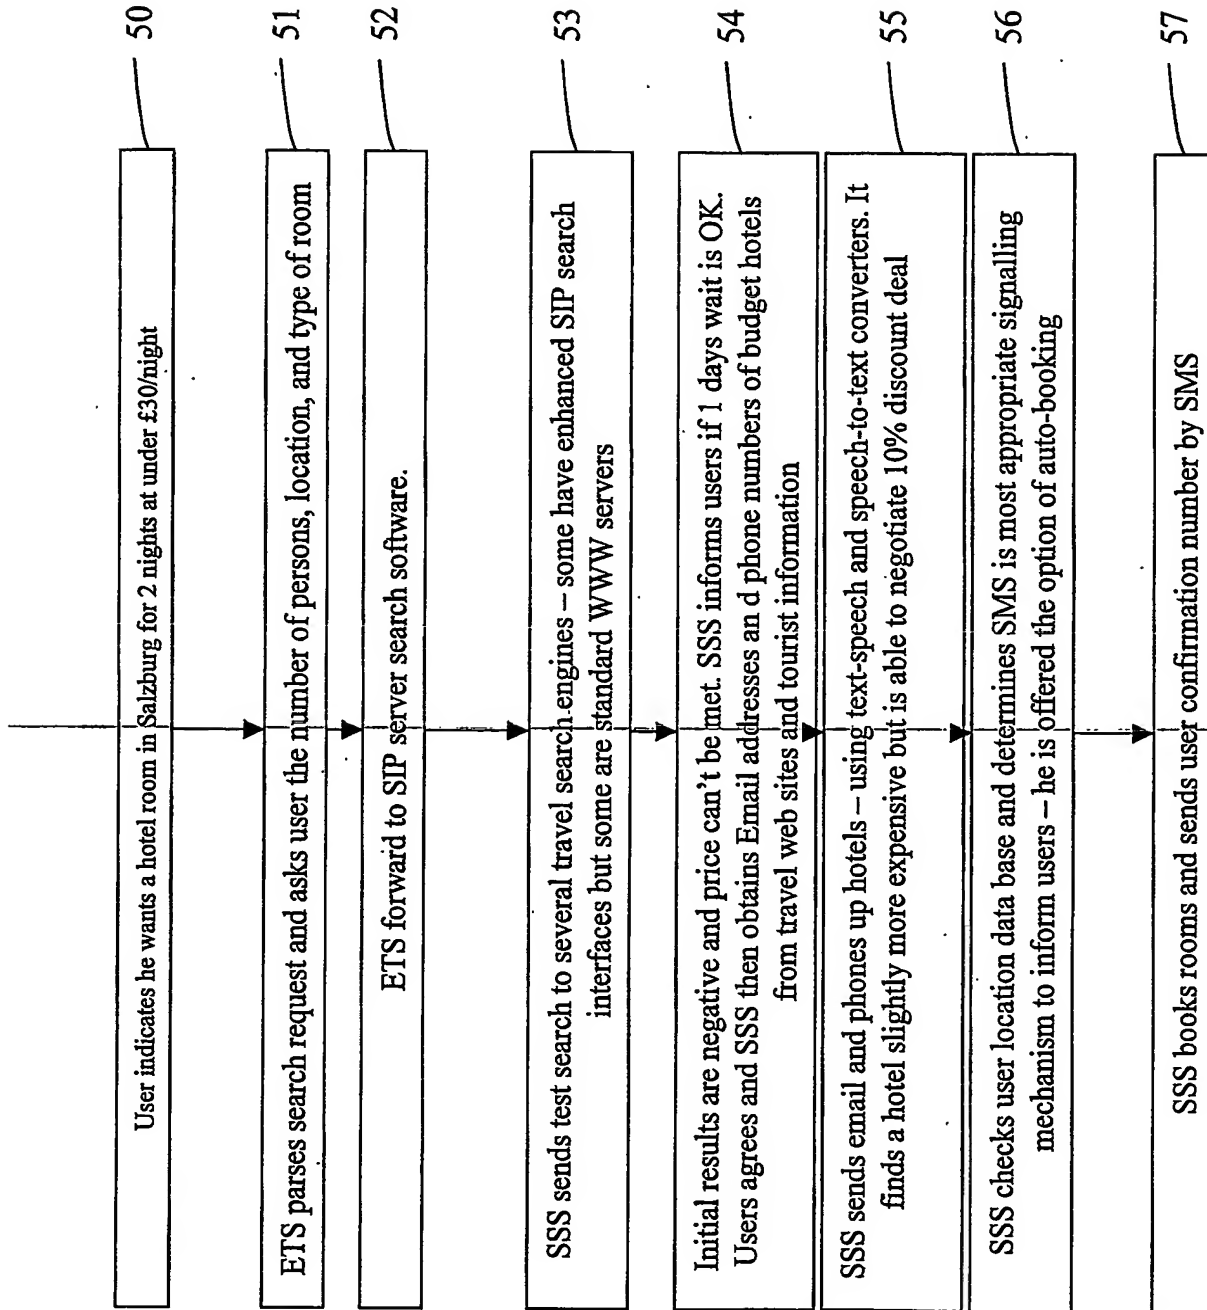 User indicates he wants a hotel room in Salzburg for 2 nights at under £30/night
50
ETS parses search request and asks user the number of persons, location, and type of room
51
ETS forward to SIP server search software.
52
SSS sends test search to several travel search engines – some have enhanced SIP search
interfaces but some are standard WWW servers
53
Initial results are negative and price can't be met. SSS informs users if 1 days wait is OK.
Users agrees and SSS then obtains Email addresses an d phone numbers of budget hotels
from travel web sites and tourist information
54
SSS sends email and phones up hotels – using text-speech and speech-to-text converters. It
finds a hotel slightly more expensive but is able to negotiate 10% discount deal
55
SSS checks user location data base and determines SMS is most appropriate signalling
mechanism to inform users – he is offered the option of auto-booking
56
SSS books rooms and sends user confirmation number by SMS
57